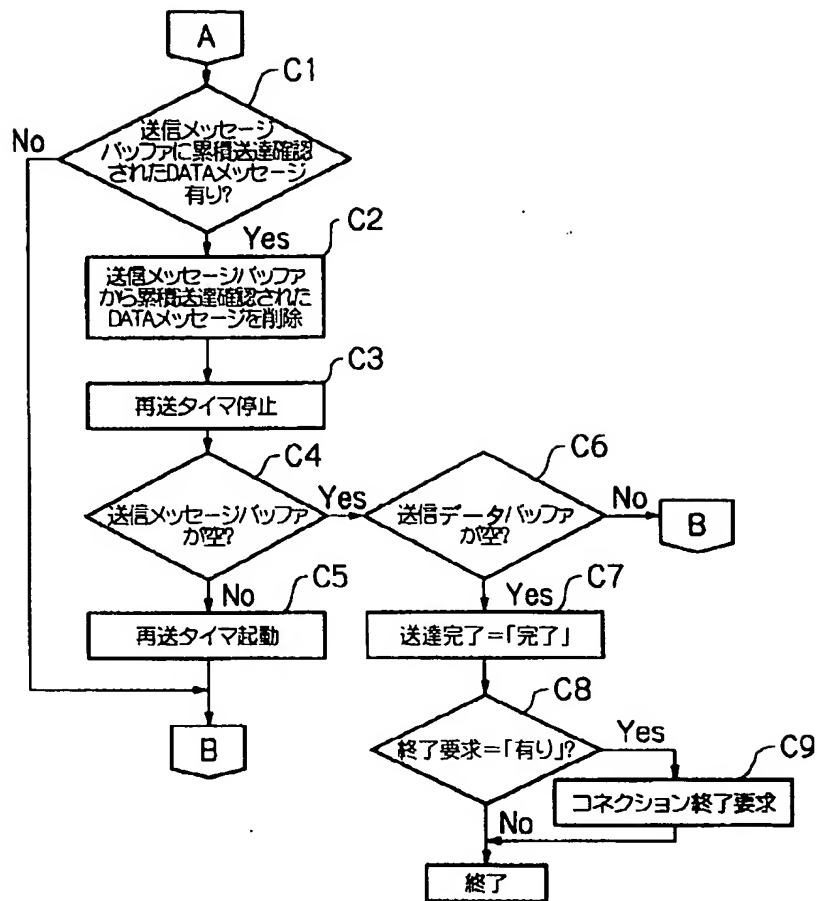 A
C1
送信メッセージ
バッファに累積送達確認
されたDATAメッセージ
有り?
No
Yes
C2
送信メッセージバッファ
から累積送達確認された
DATAメッセージを削除
C3
再送タイマ停止
C4
送信メッセージバッファ
が空?
Yes
C6
送信データバッファ
が空?
No
B
No
C5
再送タイマ起動
B
Yes
C7
送達完了=「完了」
C8
終了要求=「有り」?
Yes
C9
コネクション終了要求
No
終了